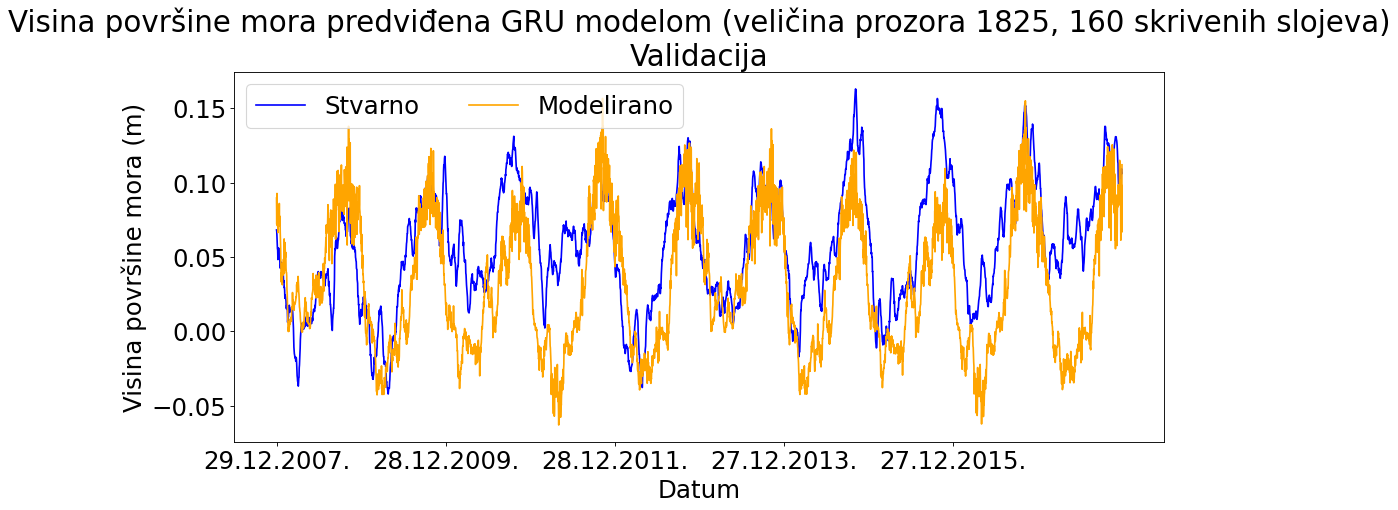 Visina površine mora predviđena GRU modelom (veličina prozora 1825, 160 skrivenih slojeva)
Validacija
Stvarno Modelirano
Visina površine mora (m)
0.15
0.10
0.05
0.00
−0.05
29.12.2007. 28.12.2009. 28.12.2011. 27.12.2013. 27.12.2015.
Datum